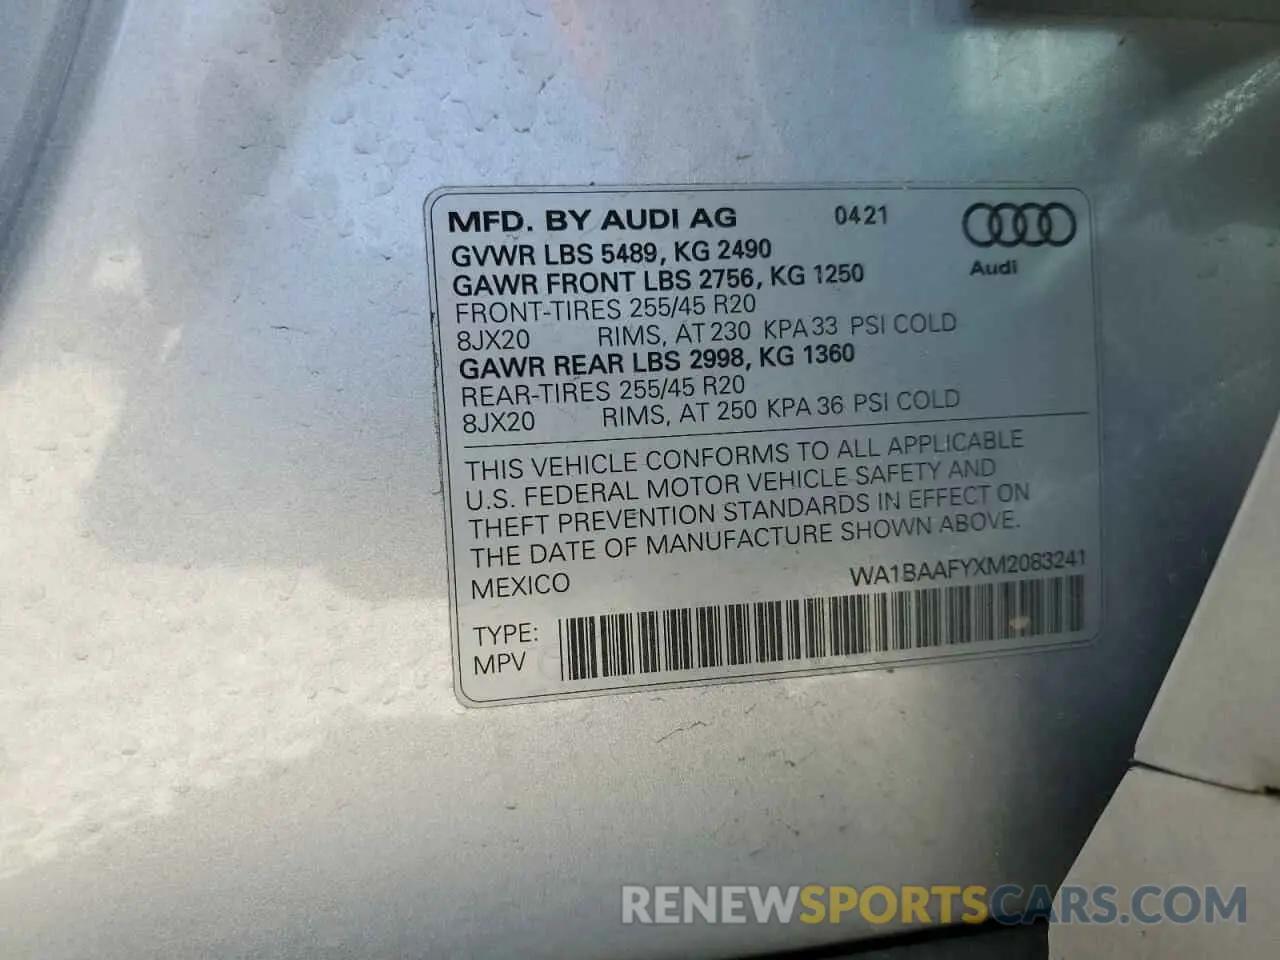 MFD. BY AUDI AG 0421
GVWR LBS 5489, KG 2490
GAWR FRONT LBS 2756, KG 1250
Audi
FRONT-TIRES 255/45 R20
8JX20 RIMS, AT 230 KPA 33 PSI COLD
GAWR REAR LBS 2998, KG 1360
REAR-TIRES 255/45 R20
8JX20 RIMS, AT 250 KPA 36 PSI COLD
THIS VEHICLE CONFORMS TO ALL APPLICABLE
U.S. FEDERAL MOTOR VEHICLE SAFETY AND
THEFT PREVENTION STANDARDS IN EFFECT ON
THE DATE OF MANUFACTURE SHOWN ABOVE.
MEXICO WA1BAAFYXM2083241
TYPE:
MPV
RENEWSPORTSCARS.COM